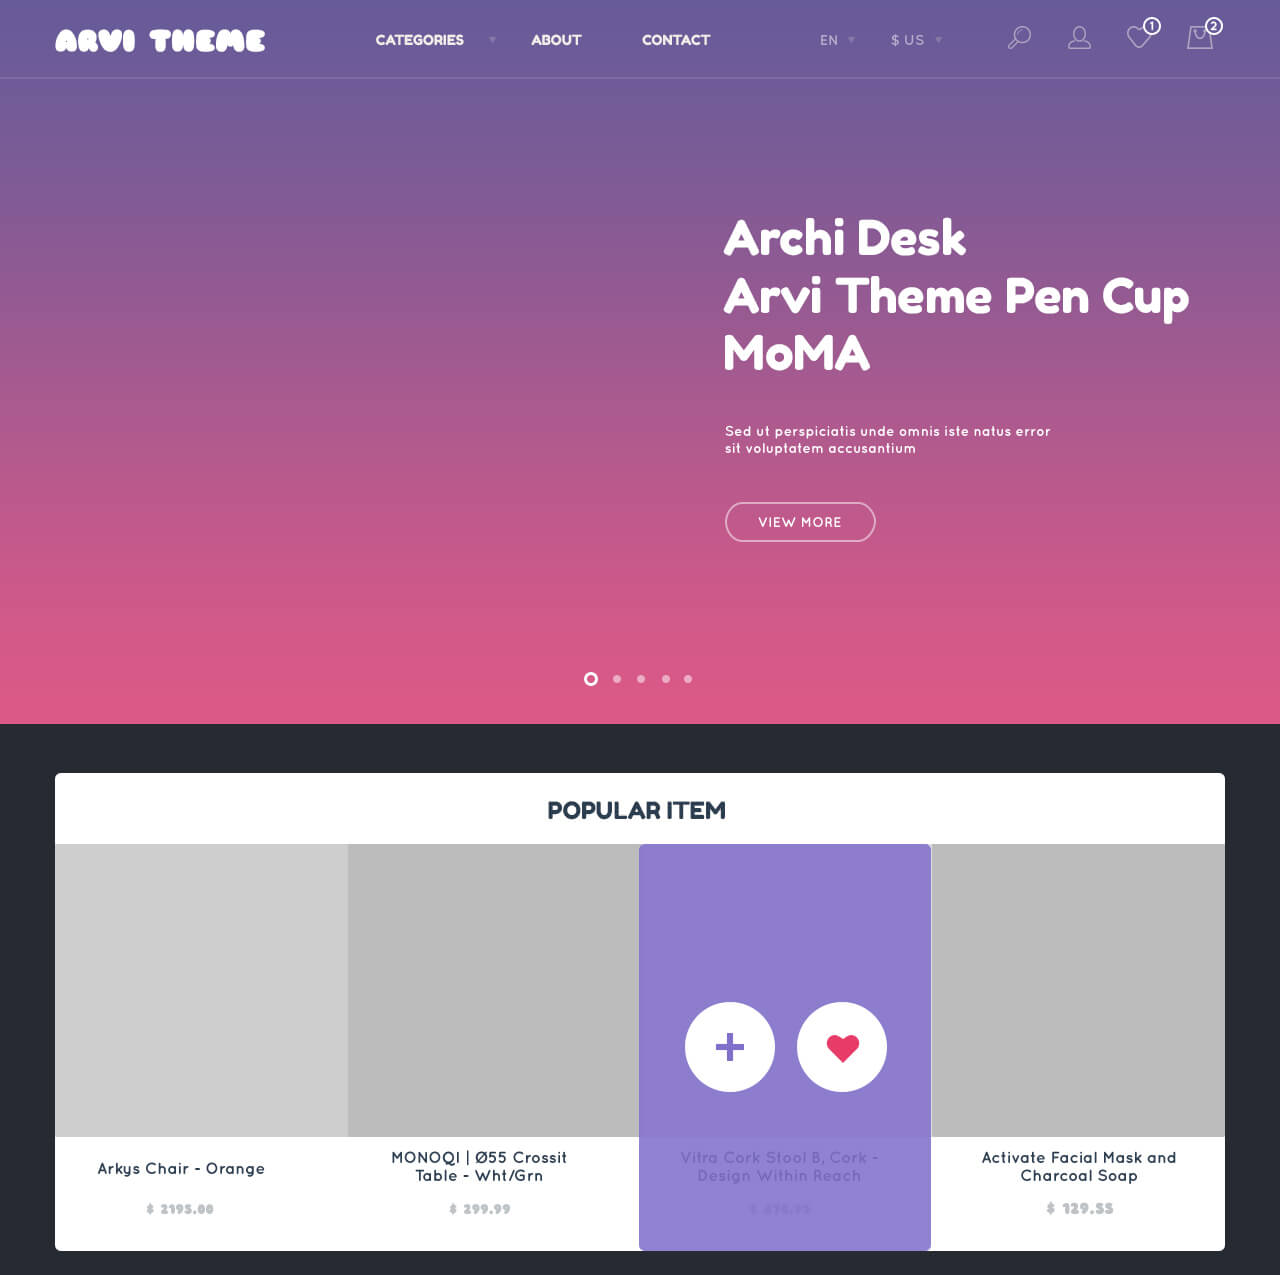 ARVI THEME
CATEGORIES
ABOUT
CONTACT
EN
$ US
1
2
Archi Desk
Arvi Theme Pen Cup
MoMA
Sed ut perspiciatis unde omnis iste natus error
sit voluptatem accusantium
VIEW MORE
POPULAR ITEM
Arkys Chair - Orange
$ 2195.00
MONOQI | Ø55 Crossit
Table - Wht/Grn
$ 299.99
Vitra Cork Stool B, Cork -
Design Within Reach
$
Activate Facial Mask and
Charcoal Soap
$ 129.55